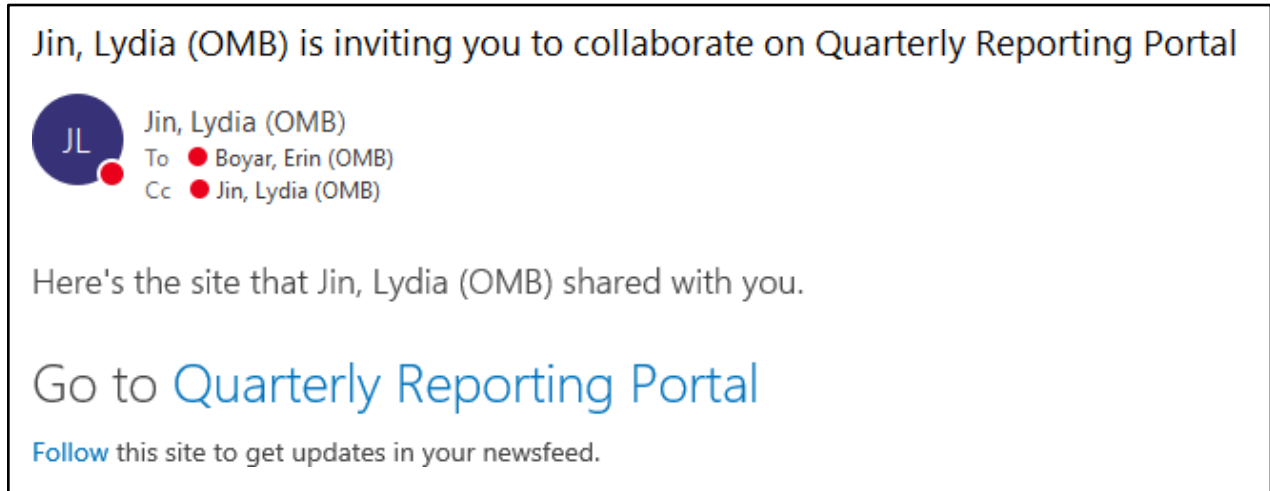 Jin, Lydia (OMB) is inviting you to collaborate on Quarterly Reporting Portal
JL
Jin, Lydia (OMB)
To Boyar, Erin (OMB)
Cc Jin, Lydia (OMB)
Here's the site that Jin, Lydia (OMB) shared with you.
Go to Quarterly Reporting Portal
Follow this site to get updates in your newsfeed.